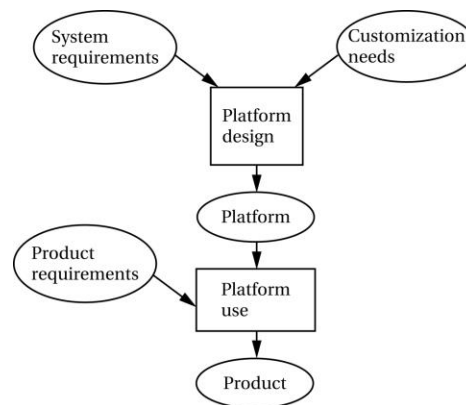 System
requirements
Customization
needs
Platform
design
Platform
Product
requirements
Platform
use
Product